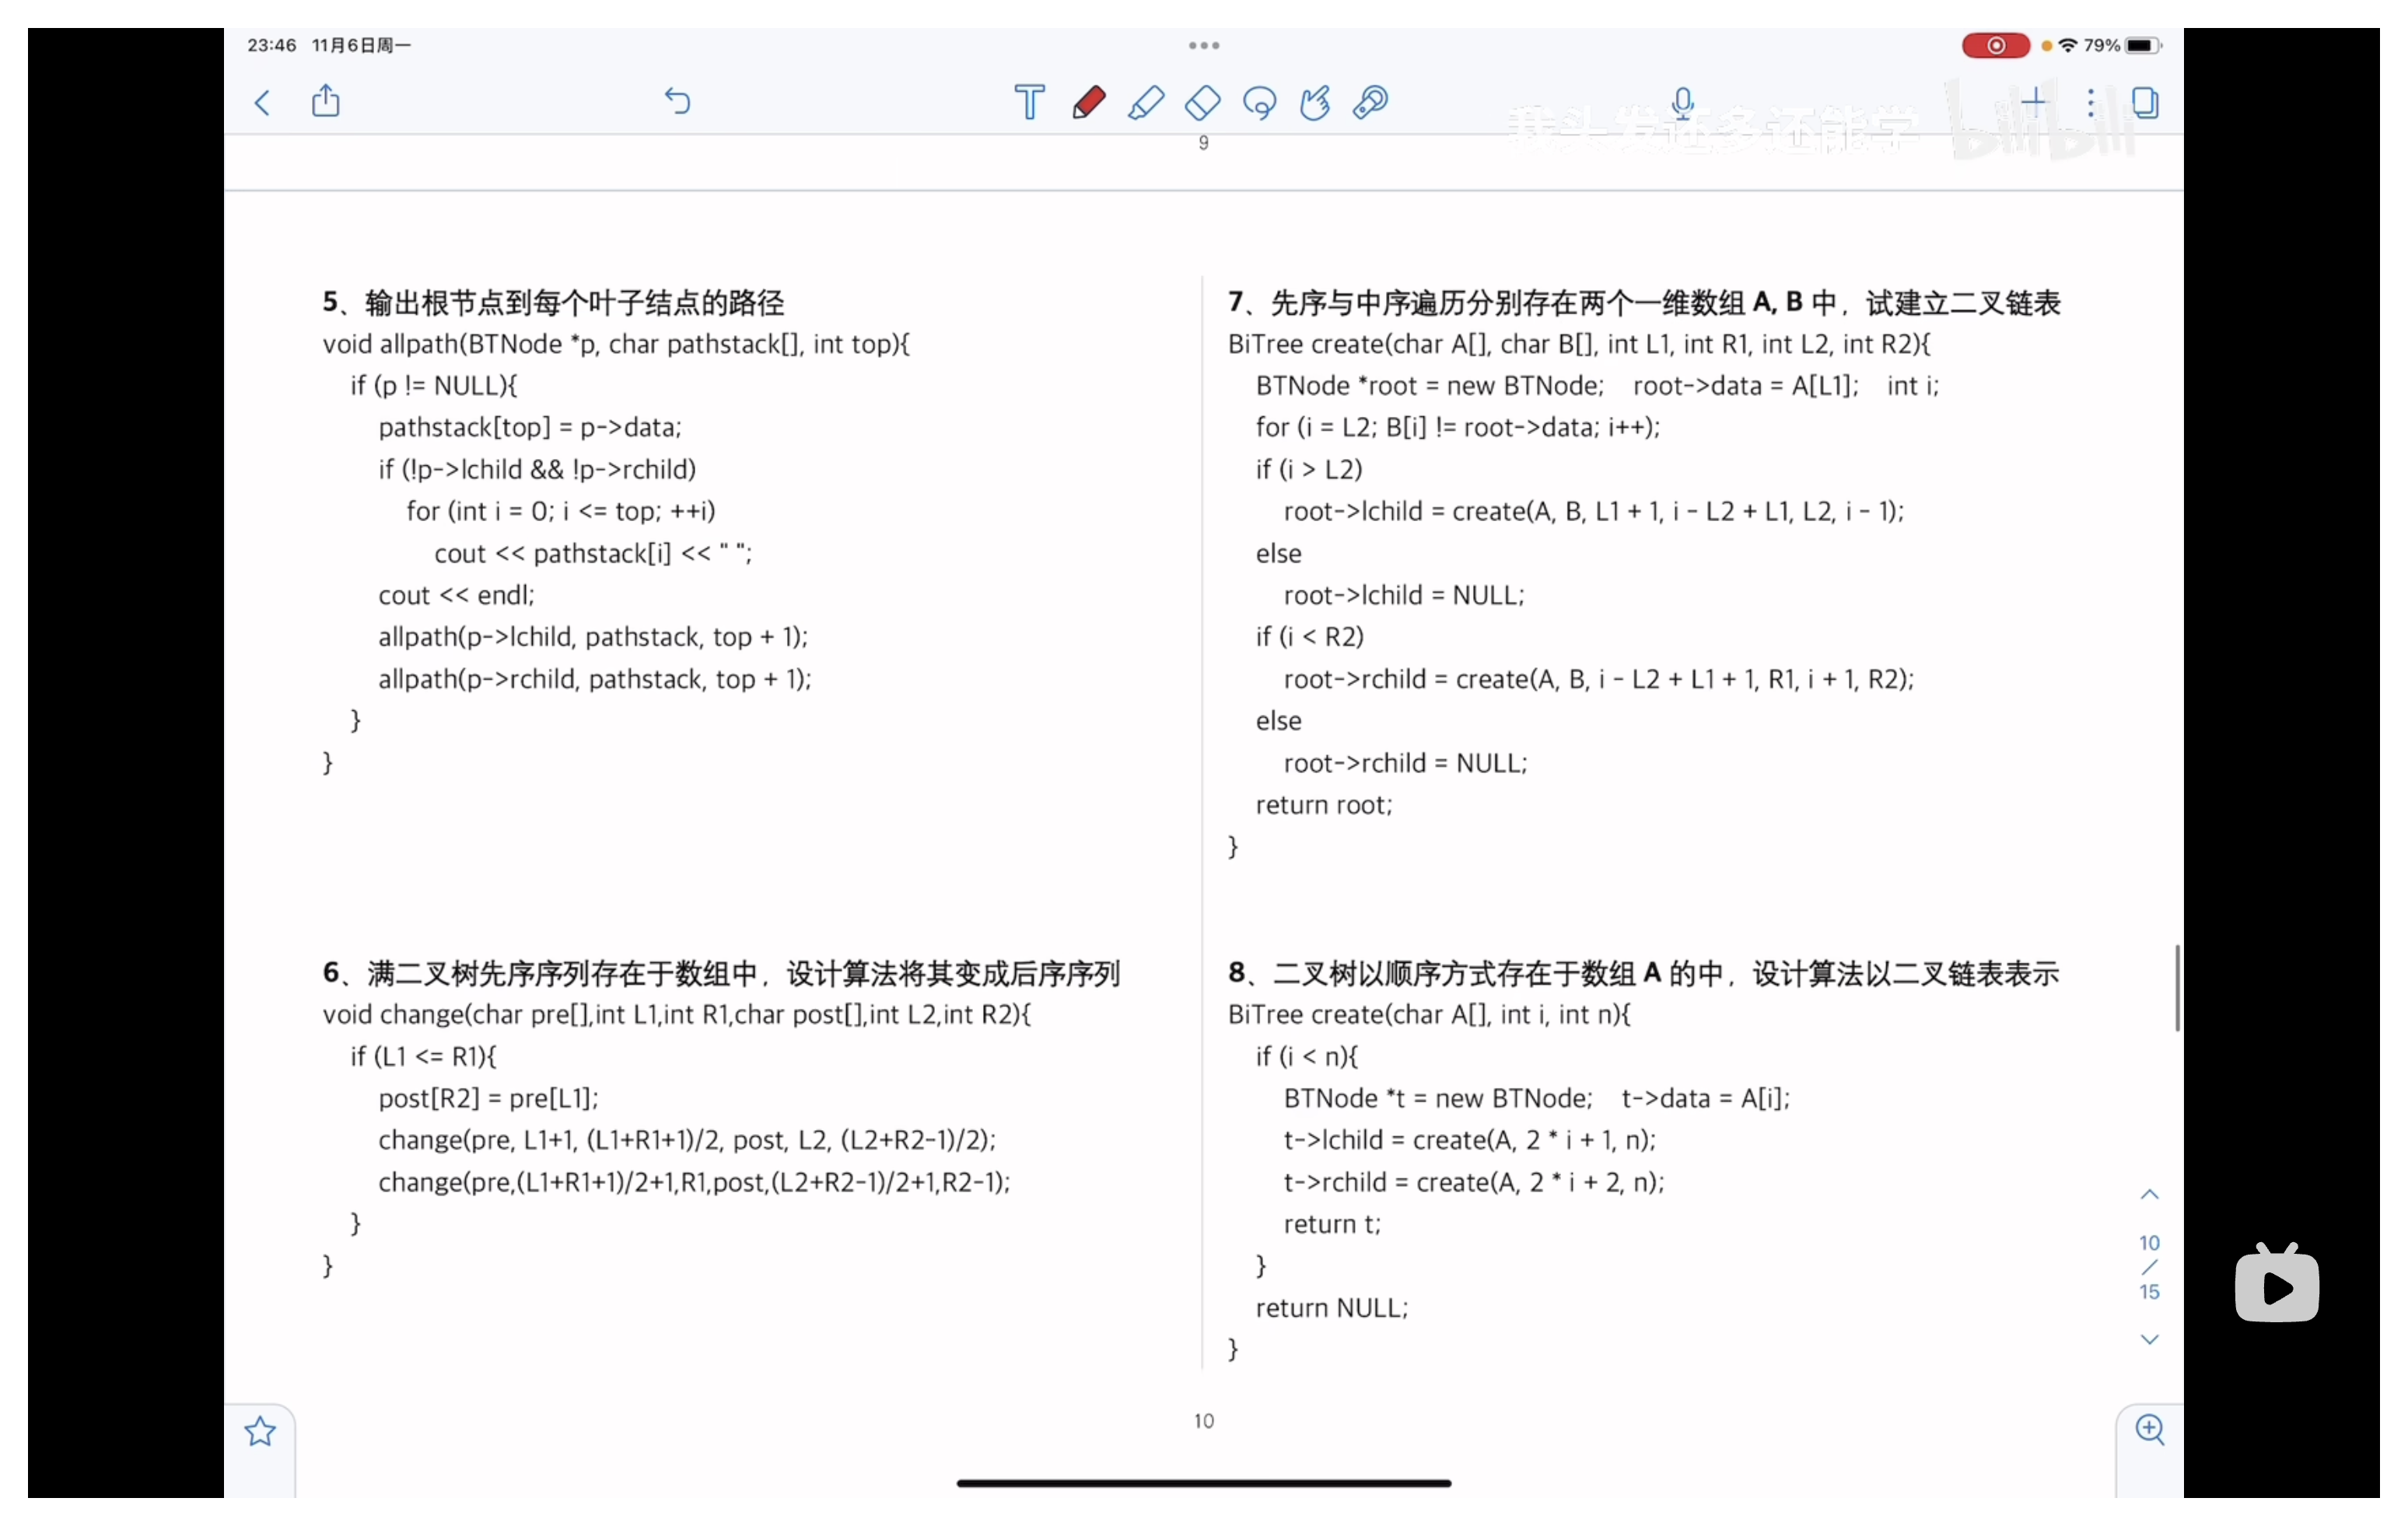 23:46 11月6日周一
79%
我头发还多还能学
bilibili
9
5、输出根节点到每个叶子结点的路径
void allpath(BTNode *p, char pathstack[], int top){
if (p != NULL){
pathstack[top] = p->data;
if (!p->lchild && !p->rchild)
for (int i = 0; i <= top; ++i)
cout << pathstack[i] << " ";
cout << endl;
allpath(p->lchild, pathstack, top + 1);
allpath(p->rchild, pathstack, top + 1);
}
}
6、满二叉树先序序列存在于数组中，设计算法将其变成后序序列
void change(char pre[],int L1,int R1,char post[],int L2,int R2){
if (L1 <= R1){
post[R2] = pre[L1];
change(pre, L1+1, (L1+R1+1)/2, post, L2, (L2+R2-1)/2);
change(pre,(L1+R1+1)/2+1,R1,post,(L2+R2-1)/2+1,R2-1);
}
}
7、先序与中序遍历分别存在两个一维数组 A, B 中，试建立二叉链表
BiTree create(char A[], char B[], int L1, int R1, int L2, int R2){
BTNode *root = new BTNode; root->data = A[L1]; int i;
for (i = L2; B[i] != root->data; i++);
if (i > L2)
root->lchild = create(A, B, L1 + 1, i - L2 + L1, L2, i - 1);
else
root->lchild = NULL;
if (i < R2)
root->rchild = create(A, B, i - L2 + L1 + 1, R1, i + 1, R2);
else
root->rchild = NULL;
return root;
}
8、二叉树以顺序方式存在于数组 A 的中，设计算法以二叉链表表示
BiTree create(char A[], int i, int n){
if (i < n){
BTNode *t = new BTNode; t->data = A[i];
t->lchild = create(A, 2 * i + 1, n);
t->rchild = create(A, 2 * i + 2, n);
return t;
}
return NULL;
}
10
/
15
10